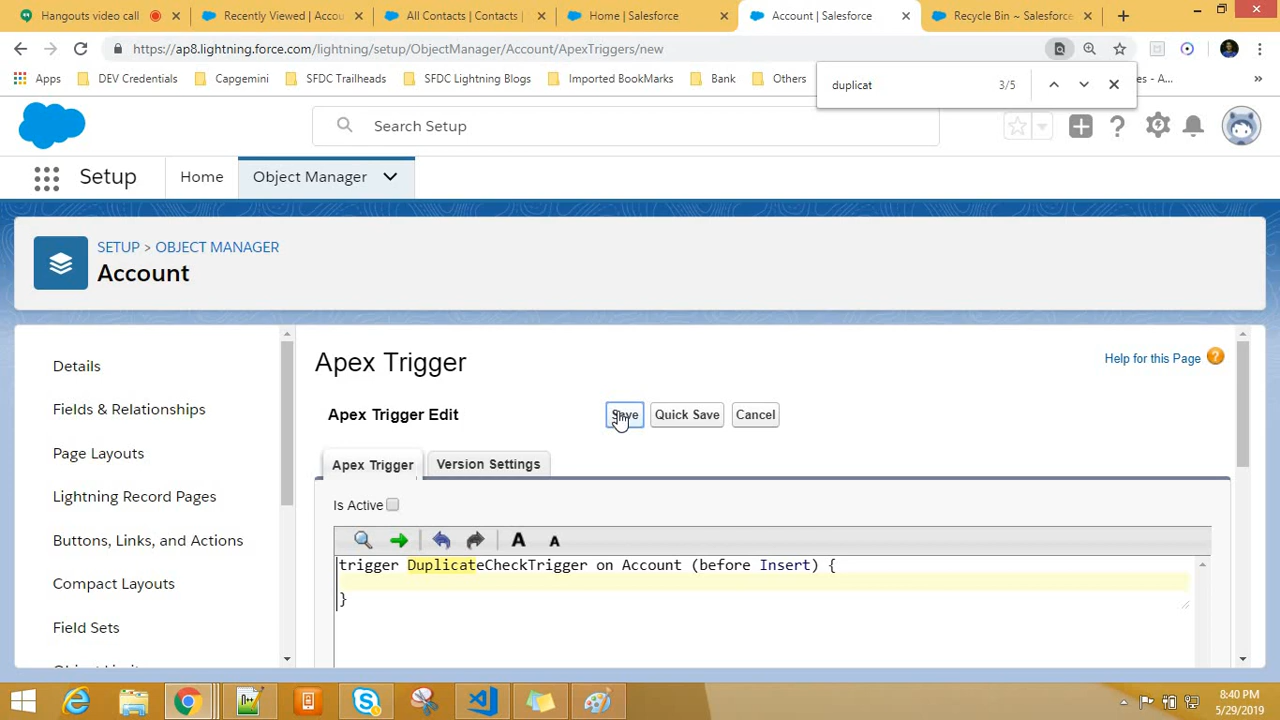 Hangouts video call
Recently Viewed | Accou
All Contacts | Contacts |
Home | Salesforce
Account | Salesforce
Recycle Bin ~ Salesforce
https://ap8.lightning.force.com/lightning/setup/ObjectManager/Account/ApexTriggers/new
Apps
DEV Credentials
Capgemini
SFDC Trailheads
SFDC Lightning Blogs
Imported BookMarks
Bank
Others
- A...
»
duplicat
3/5
Search Setup
Setup
Home
Object Manager
SETUP > OBJECT MANAGER
Account
Details
Fields & Relationships
Page Layouts
Lightning Record Pages
Buttons, Links, and Actions
Compact Layouts
Field Sets
Apex Trigger
Help for this Page
Apex Trigger Edit
Save
Quick Save
Cancel
Apex Trigger
Version Settings
Is Active
A
A
trigger DuplicateCheckTrigger on Account (before Insert) {
}
8:40 PM
5/29/2019